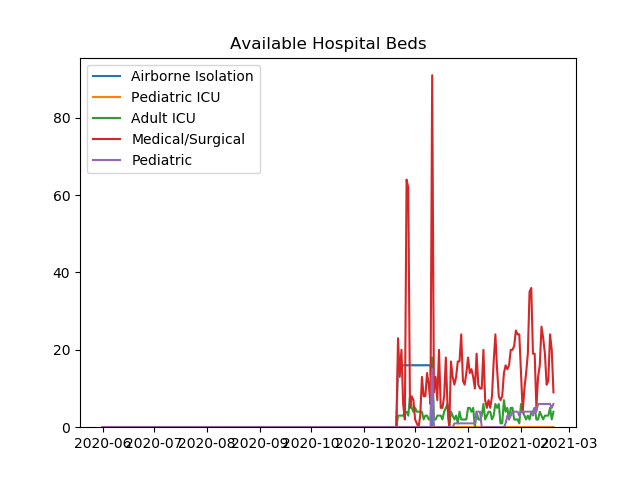 Available Hospital Beds
Airborne Isolation
Pediatric ICU
Adult ICU
Medical/Surgical
Pediatric
80
60
40
20
0
2020-06 2020-07 2020-08 2020-09 2020-10 2020-11 2020-12 2021-01 2021-02 2021-03